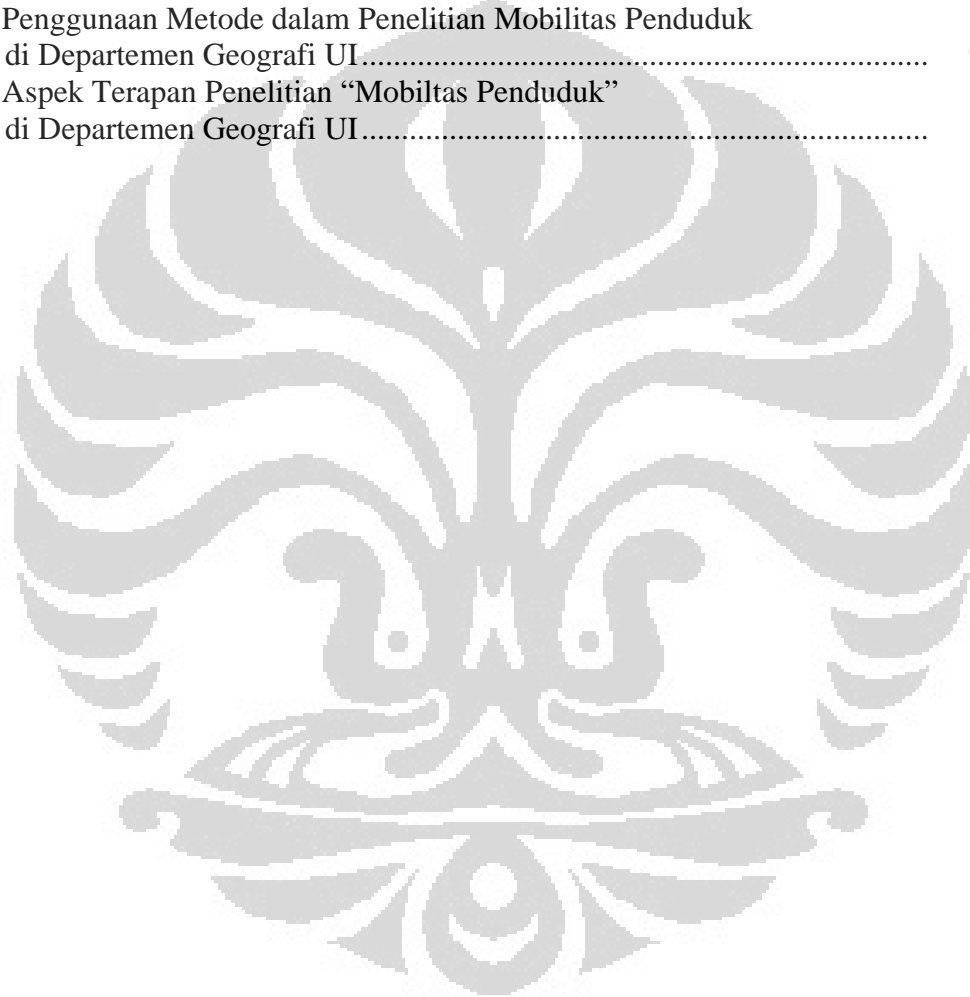 Penggunaan Metode dalam Penelitian Mobilitas Penduduk
di Departemen Geografi UI.......................................................................
Aspek Terapan Penelitian “Mobiltas Penduduk”
di Departemen Geografi UI.......................................................................